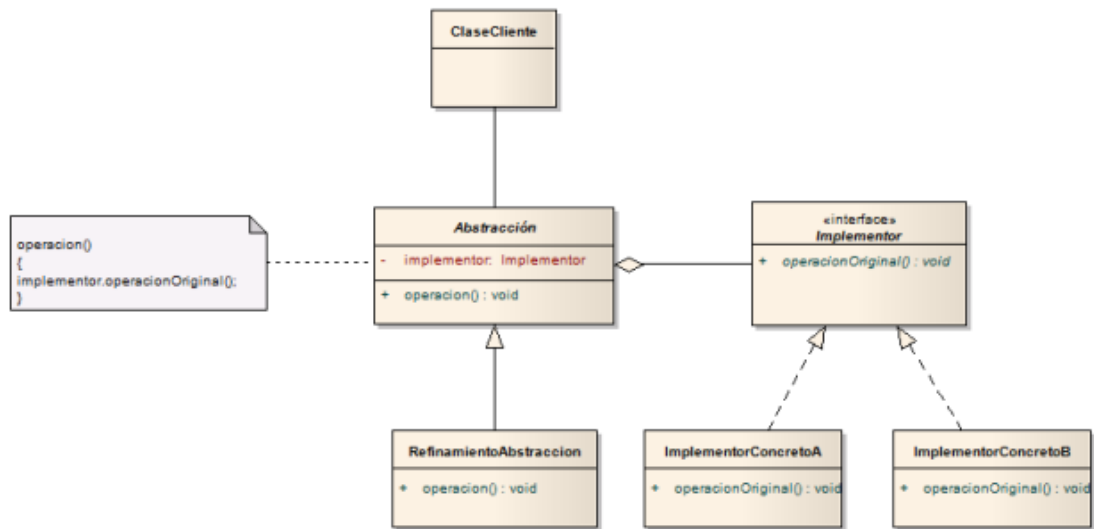 ClaseCliente
operacion()
{
implementor.operacionOriginal();
}
Abstracción
- implementor: Implementor
+ operacion() : void
«interface»
Implementor
+ operacionOriginal() : void
RefinamientoAbstraccion
+ operacion() : void
ImplementorConcretoA
+ operacionOriginal() : void
ImplementorConcretoB
+ operacionOriginal() : void